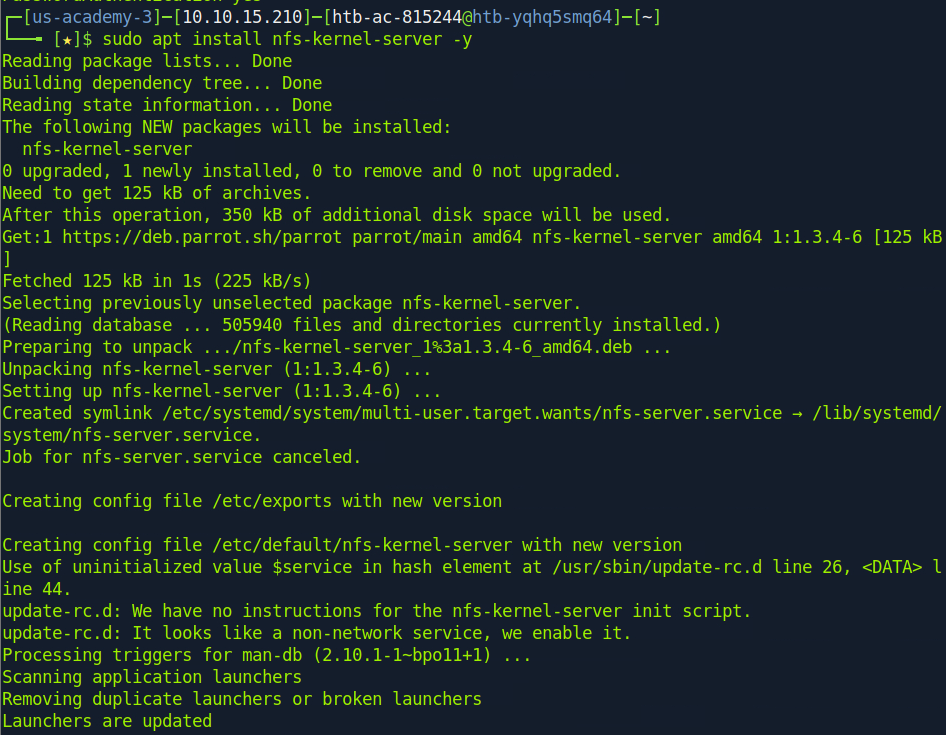 ┌─[us-academy-3]─[10.10.15.210]─[htb-ac-815244@htb-yqhq5smq64]─[~]
└──╼ [★]$ sudo apt install nfs-kernel-server -y
Reading package lists... Done
Building dependency tree... Done
Reading state information... Done
The following NEW packages will be installed:
  nfs-kernel-server
0 upgraded, 1 newly installed, 0 to remove and 0 not upgraded.
Need to get 125 kB of archives.
After this operation, 350 kB of additional disk space will be used.
Get:1 https://deb.parrot.sh/parrot parrot/main amd64 nfs-kernel-server amd64 1:1.3.4-6 [125 kB
]
Fetched 125 kB in 1s (225 kB/s)
Selecting previously unselected package nfs-kernel-server.
(Reading database ... 505940 files and directories currently installed.)
Preparing to unpack .../nfs-kernel-server_1%3a1.3.4-6_amd64.deb ...
Unpacking nfs-kernel-server (1:1.3.4-6) ...
Setting up nfs-kernel-server (1:1.3.4-6) ...
Created symlink /etc/systemd/system/multi-user.target.wants/nfs-server.service → /lib/systemd/
system/nfs-server.service.
Job for nfs-server.service canceled.

Creating config file /etc/exports with new version

Creating config file /etc/default/nfs-kernel-server with new version
Use of uninitialized value $service in hash element at /usr/sbin/update-rc.d line 26, <DATA> l
ine 44.
update-rc.d: We have no instructions for the nfs-kernel-server init script.
update-rc.d: It looks like a non-network service, we enable it.
Processing triggers for man-db (2.10.1-1~bpo11+1) ...
Scanning application launchers
Removing duplicate launchers or broken launchers
Launchers are updated